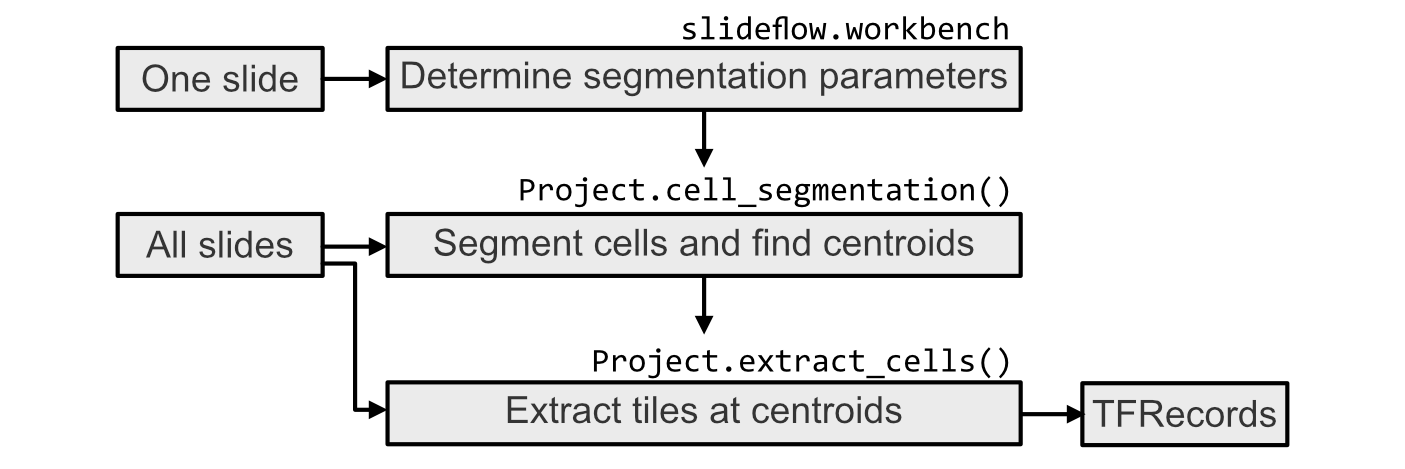 slideflow.workbench
One slide
Determine segmentation parameters
Project.cell_segmentation()
All slides
Segment cells and find centroids
Project.extract_cells()
Extract tiles at centroids
TFRecords